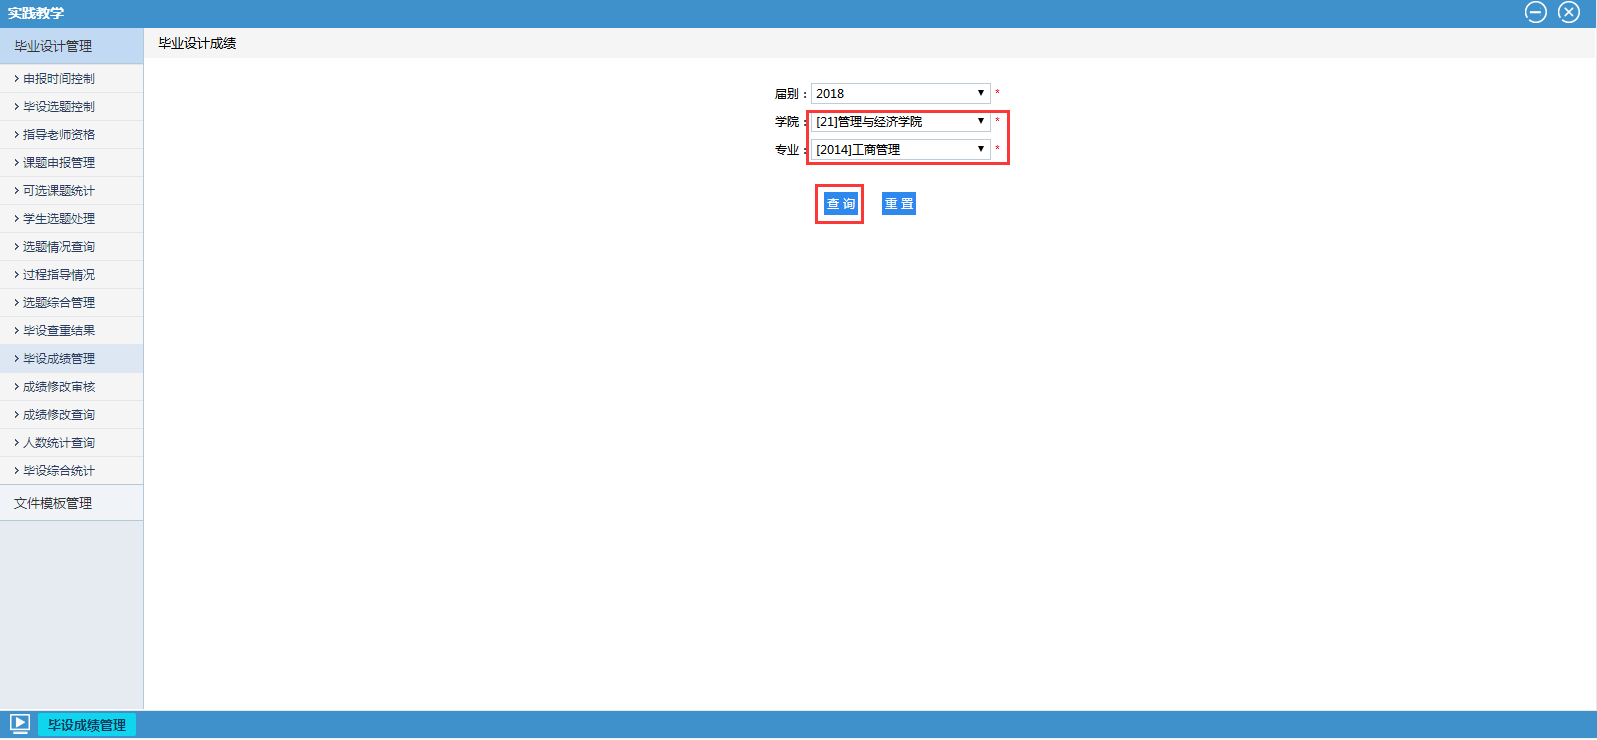 实践教学
毕业设计管理
申报时间控制
毕设选题控制
指导老师资格
课题申报管理
可选课题统计
学生选题处理
选题情况查询
过程指导情况
选题综合管理
毕设查重结果
毕设成绩管理
成绩修改审核
成绩修改查询
人数统计查询
毕设综合统计
文件模板管理
毕业设计成绩
届别：2018 *
学院：[21]管理与经济学院 *
专业：[2014]工商管理 *
查 询 重 置
毕设成绩管理